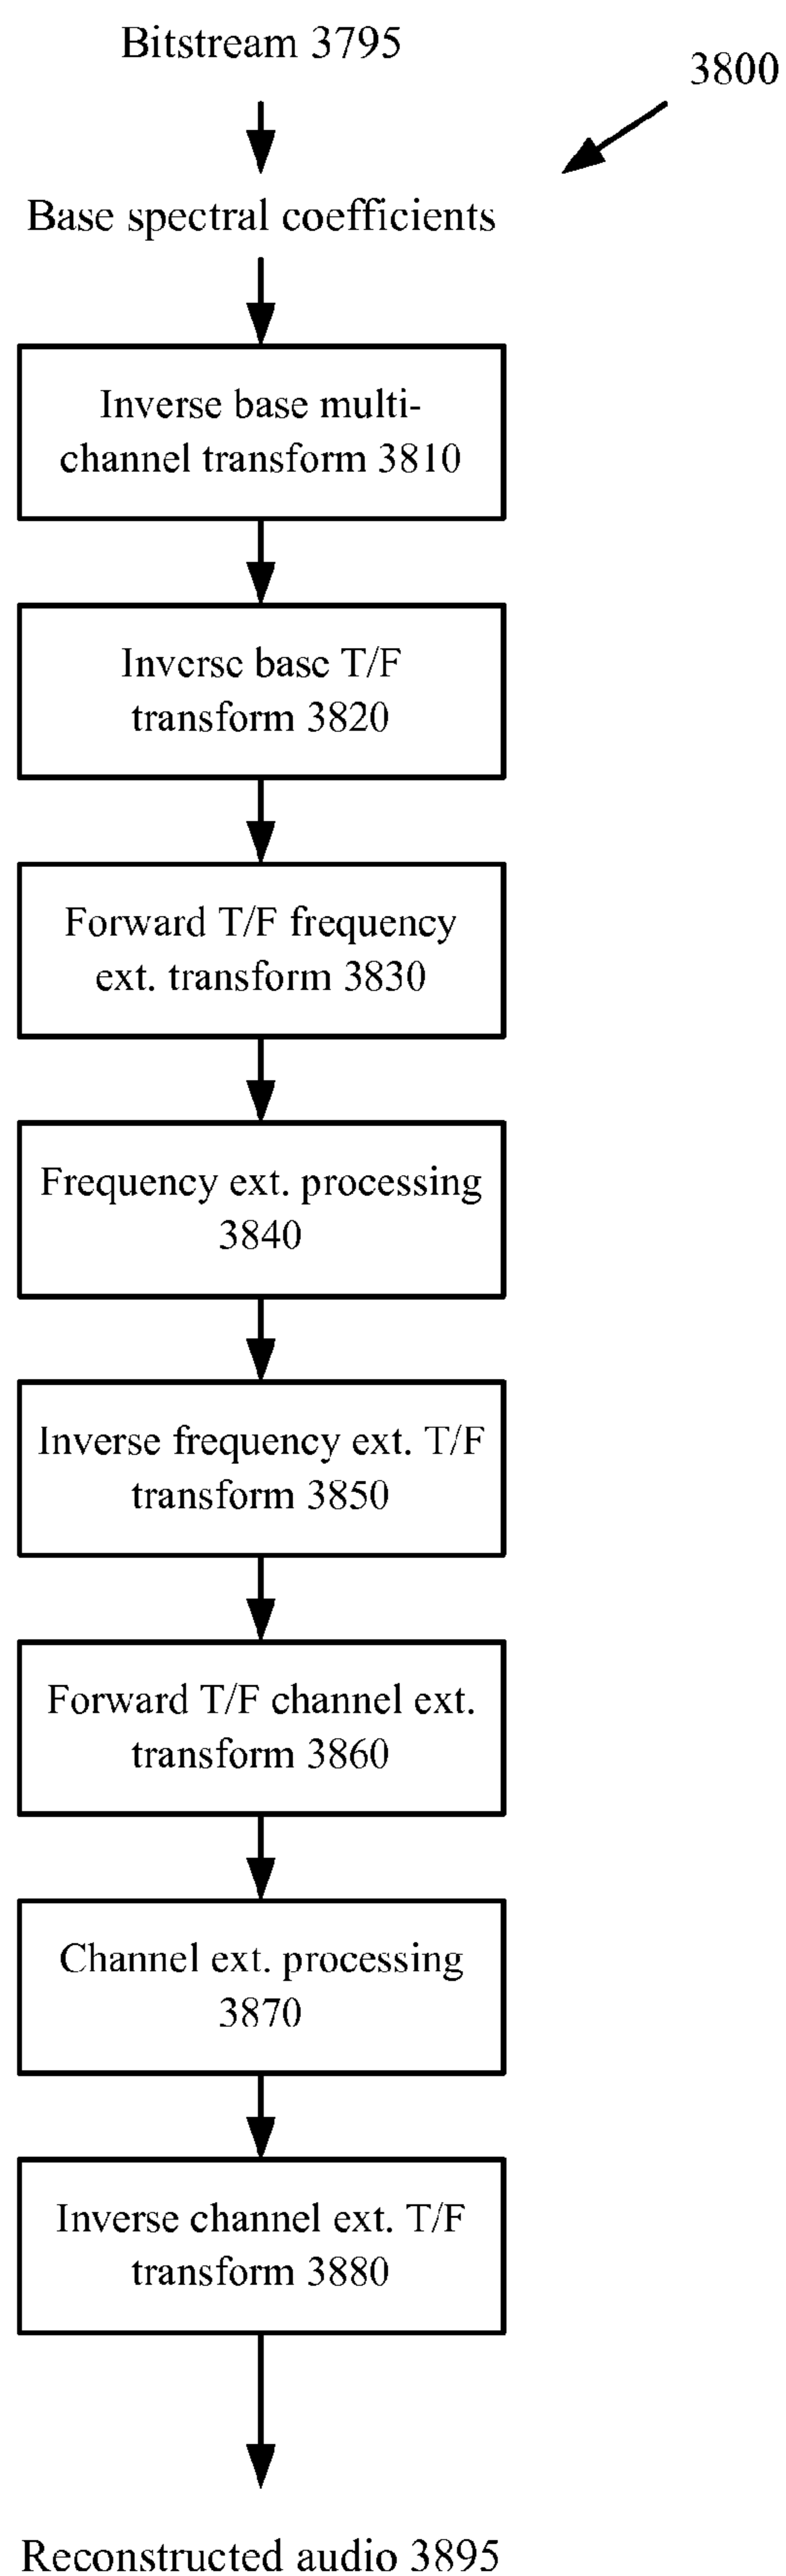 Bitstream 3795
3800
Base spectral coefficients
Inverse base multi-
channel transform 3810
Inverse base T/F
transform 3820
Forward T/F frequency
ext. transform 3830
Frequency ext. processing
3840
Inverse frequency ext. T/F
transform 3850
Forward T/F channel ext.
transform 3860
Channel ext. processing
3870
Inverse channel ext. T/F
transform 3880
Reconstructed audio 3895